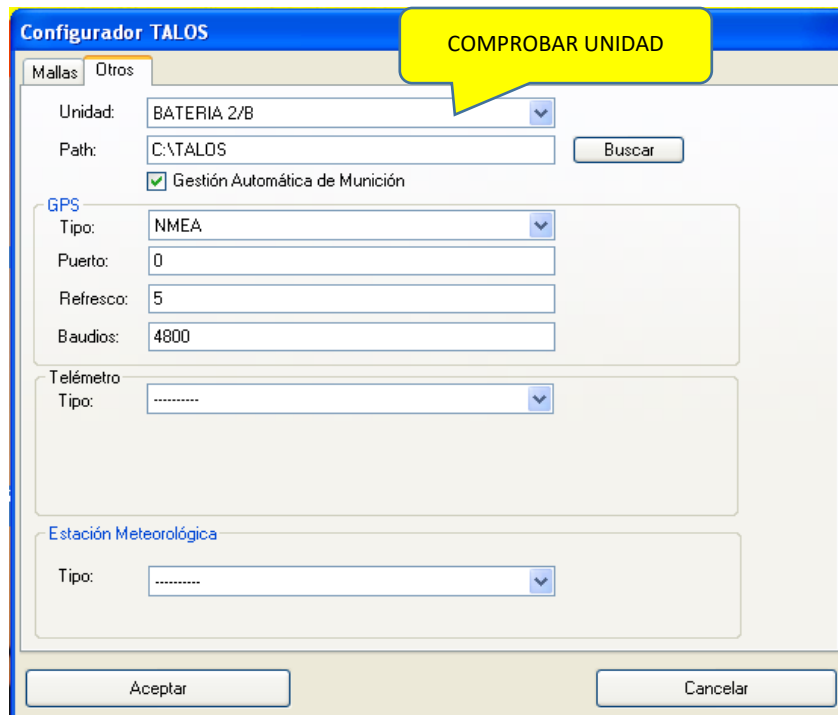 Configurador TALOS
COMPROBAR UNIDAD
Mallas Otros
Unidad: BATERIA 2/B
Path: C:\TALOS Buscar
Gestión Automática de Munición
GPS
Tipo: NMEA
Puerto: 0
Refresco: 5
Baudios: 4800
Telémetro
Tipo: ----------
Estación Meteorológica
Tipo: ----------
Aceptar Cancelar